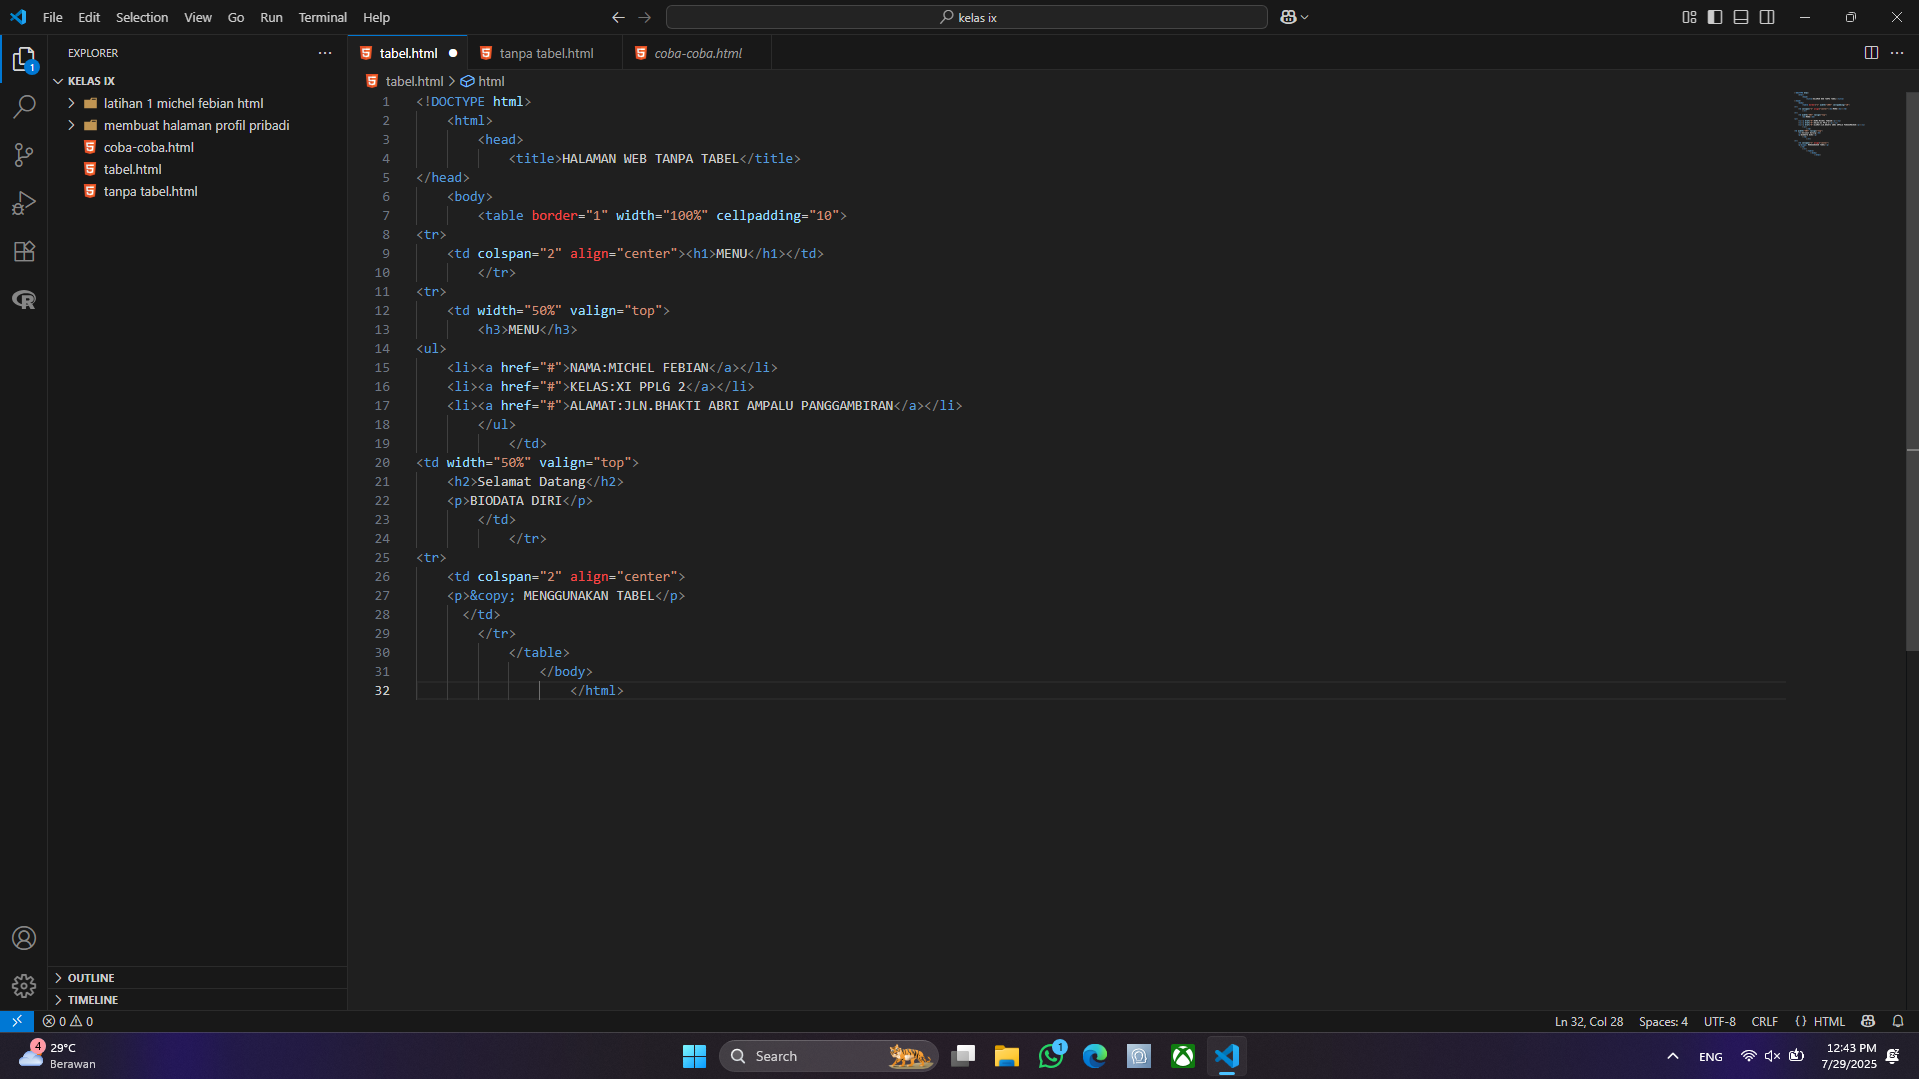 File Edit Selection View Go Run Terminal Help
kelas ix
EXPLORER
KELAS IX
latihan 1 michel febian html
membuat halaman profil pribadi
coba-coba.html
tabel.html
tanpa tabel.html
OUTLINE
TIMELINE
tabel.html
tanpa tabel.html
coba-coba.html
tabel.html > html
1 <!DOCTYPE html>
2 <html>
3 <head>
4 <title>HALAMAN WEB TANPA TABEL</title>
5 </head>
6 <body>
7 <table border="1" width="100%" cellpadding="10">
8 <tr>
9 <td colspan="2" align="center"><h1>MENU</h1></td>
10 </tr>
11 <tr>
12 <td width="50%" valign="top">
13 <h3>MENU</h3>
14 <ul>
15 <li><a href="#">NAMA:MICHEL FEBIAN</a></li>
16 <li><a href="#">KELAS:XI PPLG 2</a></li>
17 <li><a href="#">ALAMAT:JLN.BHAKTI ABRI AMPALU PANGGAMBIRAN</a></li>
18 </ul>
19 </td>
20 <td width="50%" valign="top">
21 <h2>Selamat Datang</h2>
22 <p>BIODATA DIRI</p>
23 </td>
24 </tr>
25 <tr>
26 <td colspan="2" align="center">
27 <p>&copy; MENGGUNAKAN TABEL</p>
28 </td>
29 </tr>
30 </table>
31 </body>
32 </html>
0 0
Ln 32, Col 28 Spaces: 4 UTF-8 CRLF {} HTML
4
29°C
Berawan
Search
1
ENG
12:43 PM
7/29/2025